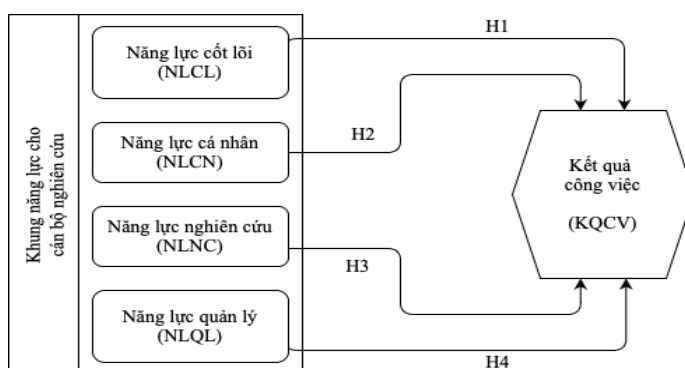 Khung năng lực cho
cán bộ nghiên cứu
Năng lực cốt lõi
(NLCL)
Năng lực cá nhân
(NLCN)
Năng lực nghiên cứu
(NLNC)
Năng lực quản lý
(NLQL)
H1
H2
H3
H4
Kết quả
công việc
(KQCV)